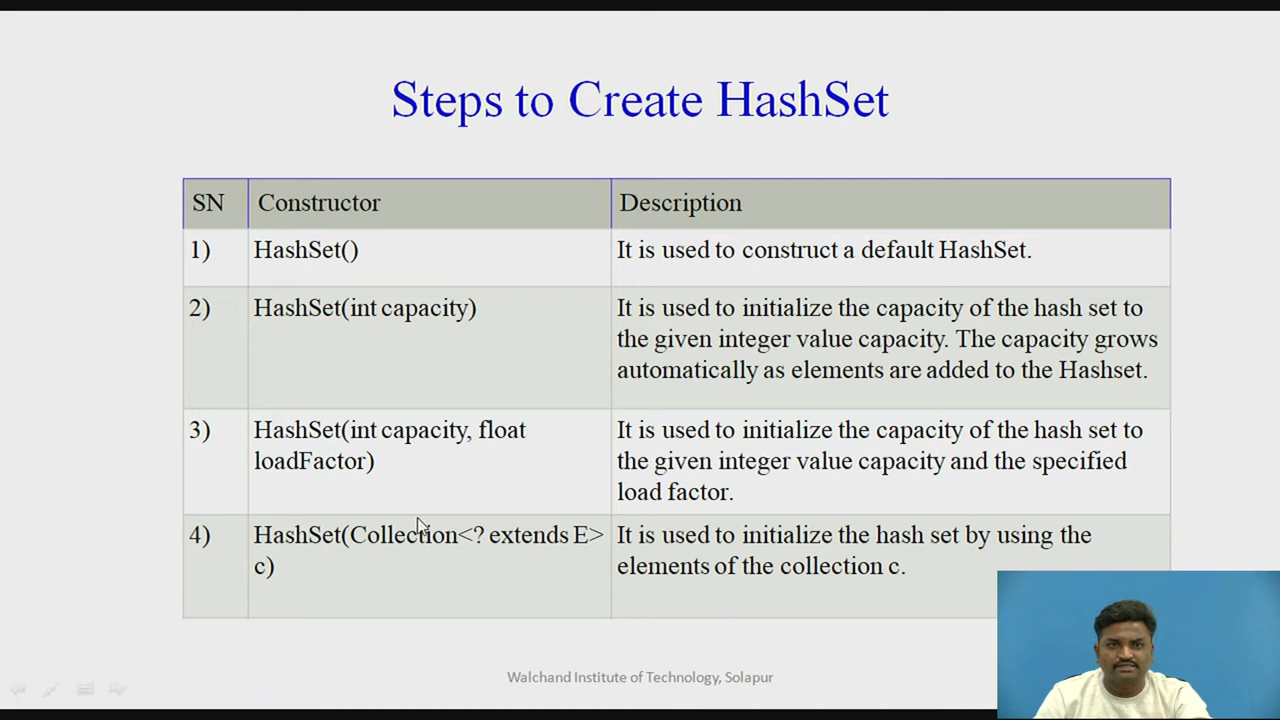 Steps to Create HashSet
SN Constructor Description
1) HashSet() It is used to construct a default HashSet.
2) HashSet(int capacity) It is used to initialize the capacity of the hash set to
the given integer value capacity. The capacity grows
automatically as elements are added to the Hashset.
3) HashSet(int capacity, float It is used to initialize the capacity of the hash set to
loadFactor) the given integer value capacity and the specified
load factor.
4) HashSet(Collection<? extends E> It is used to initialize the hash set by using the
c) elements of the collection c.
Walchand Institute of Technology, Solapur